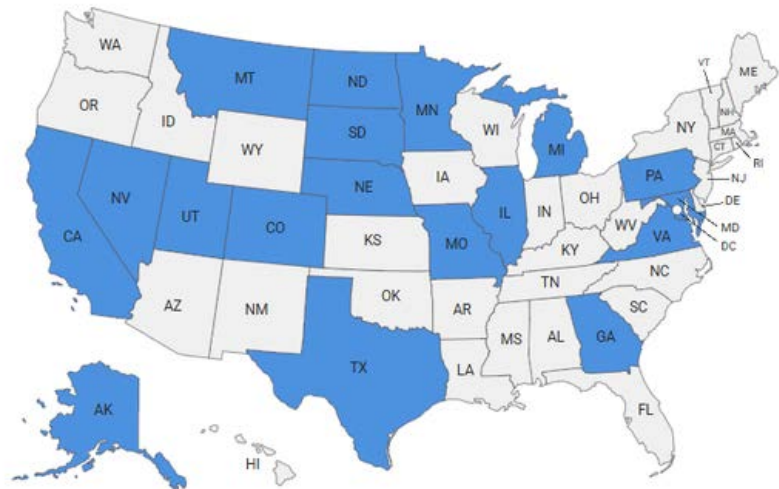 WA
MT
ND
MN
VT
ME
OR
ID
SD
WI
MI
NH
NY
MA
CT
RI
WY
IA
PA
NJ
NV
NE
IL
IN
OH
DE
CA
UT
CO
KS
MO
WV
VA
MD
DC
KY
NC
TN
AZ
NM
OK
AR
SC
MS
AL
GA
TX
LA
FL
AK
HI